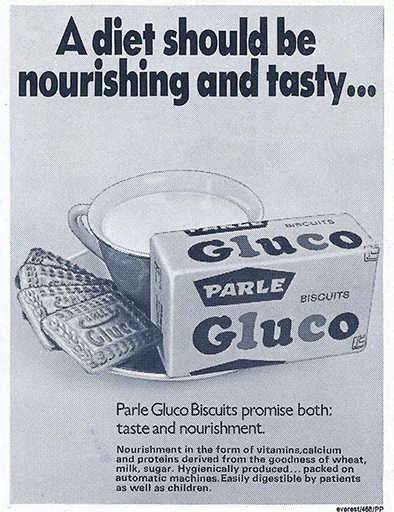 A diet should be
nourishing and tasty...
BISCUITS
Gluco
PARLE
BISCUITS
Gluco
Gluco
Parle Gluco Biscuits promise both:
taste and nourishment.
Nourishment in the form of vitamins,calcium
and proteins derived from the goodness of wheat,
milk, sugar. Hygienically produced... packed on
automatic machines. Easily digestible by patients
as well as children.
everest/468/PP